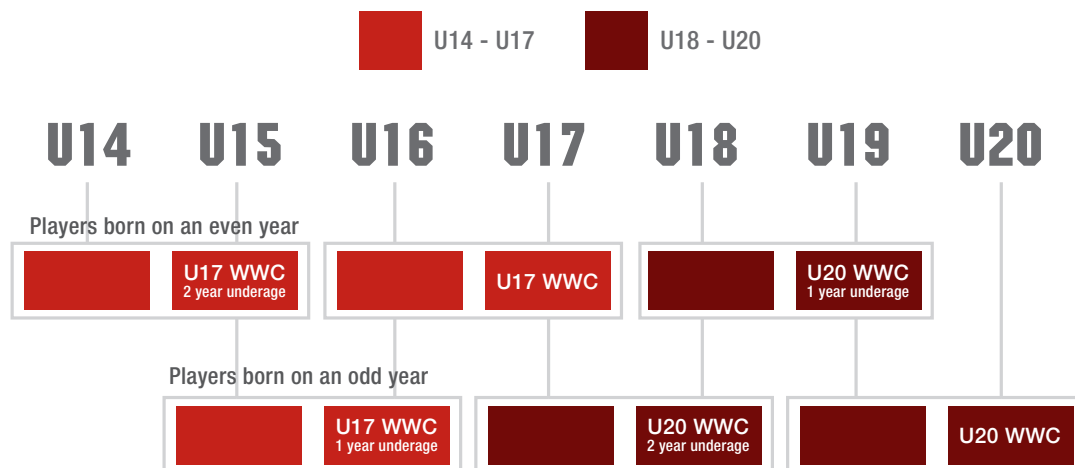 U14 - U17
U18 - U20
U14 U15 U16 U17 U18 U19 U20
Players born on an even year
U17 WWC
2 year underage
U17 WWC
U20 WWC
1 year underage
Players born on an odd year
U17 WWC
1 year underage
U20 WWC
2 year underage
U20 WWC